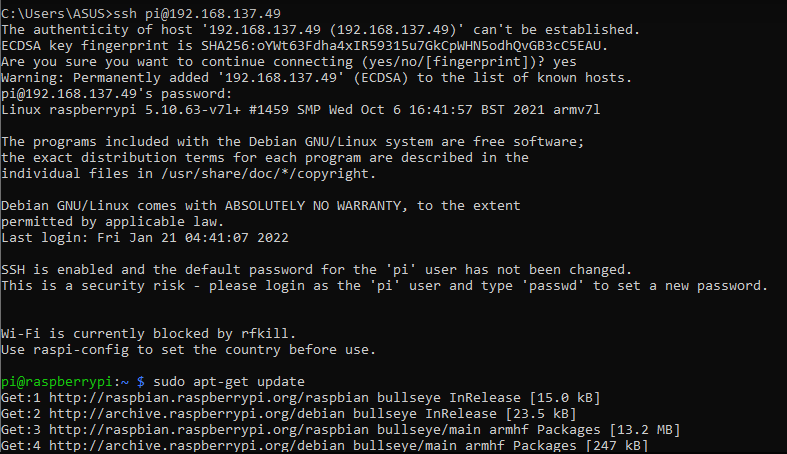 C:\Users\ASUS>ssh pi@192.168.137.49
The authenticity of host '192.168.137.49 (192.168.137.49)' can't be established.
ECDSA key fingerprint is SHA256:oYWt63Fdha4xIR59315u7GkCpWHN5odhQvGB3cC5EAU.
Are you sure you want to continue connecting (yes/no/[fingerprint])? yes
Warning: Permanently added '192.168.137.49' (ECDSA) to the list of known hosts.
pi@192.168.137.49's password:
Linux raspberrypi 5.10.63-v7l+ #1459 SMP Wed Oct 6 16:41:57 BST 2021 armv7l
The programs included with the Debian GNU/Linux system are free software;
the exact distribution terms for each program are described in the
individual files in /usr/share/doc/*/copyright.
Debian GNU/Linux comes with ABSOLUTELY NO WARRANTY, to the extent
permitted by applicable law.
Last login: Fri Jan 21 04:41:07 2022
SSH is enabled and the default password for the 'pi' user has not been changed.
This is a security risk - please login as the 'pi' user and type 'passwd' to set a new password.
Wi-Fi is currently blocked by rfkill.
Use raspi-config to set the country before use.
pi@raspberrypi:~ $ sudo apt-get update
Get:1 http://raspbian.raspberrypi.org/raspbian bullseye InRelease [15.0 kB]
Get:2 http://archive.raspberrypi.org/debian bullseye InRelease [23.5 kB]
Get:3 http://raspbian.raspberrypi.org/raspbian bullseye/main armhf Packages [13.2 MB]
Get:4 http://archive.raspberrypi.org/debian bullseye/main armhf Packages [247 kB]